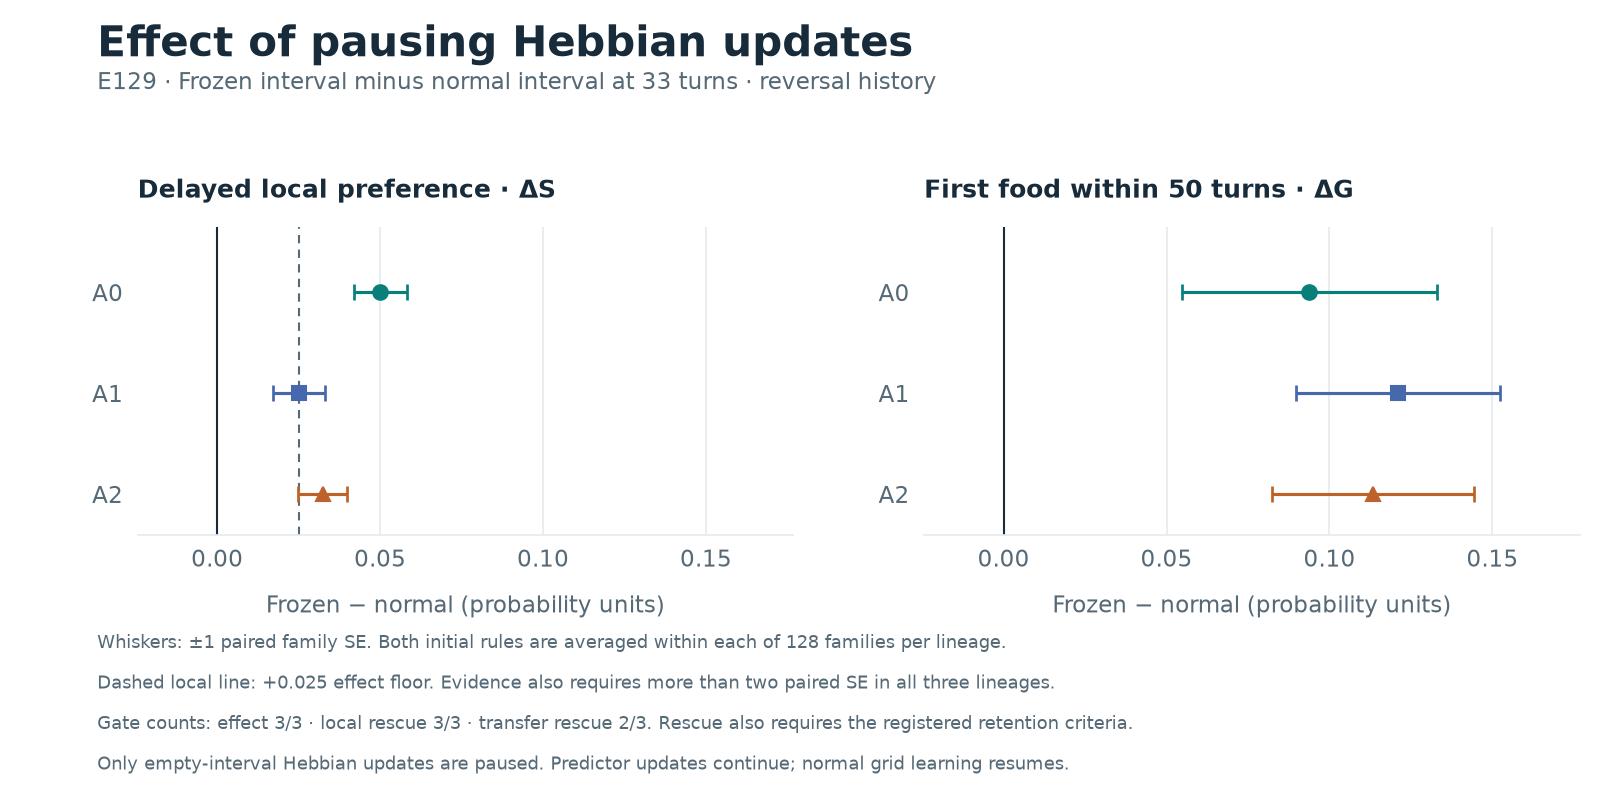 Effect of pausing Hebbian updates
E129 · Frozen interval minus normal interval at 33 turns · reversal history
Delayed local preference · ΔS
A0
A1
A2
0.00 0.05 0.10 0.15
Frozen − normal (probability units)
First food within 50 turns · ΔG
A0
A1
A2
0.00 0.05 0.10 0.15
Frozen − normal (probability units)
Whiskers: ±1 paired family SE. Both initial rules are averaged within each of 128 families per lineage.
Dashed local line: +0.025 effect floor. Evidence also requires more than two paired SE in all three lineages.
Gate counts: effect 3/3 · local rescue 3/3 · transfer rescue 2/3. Rescue also requires the registered retention criteria.
Only empty-interval Hebbian updates are paused. Predictor updates continue; normal grid learning resumes.